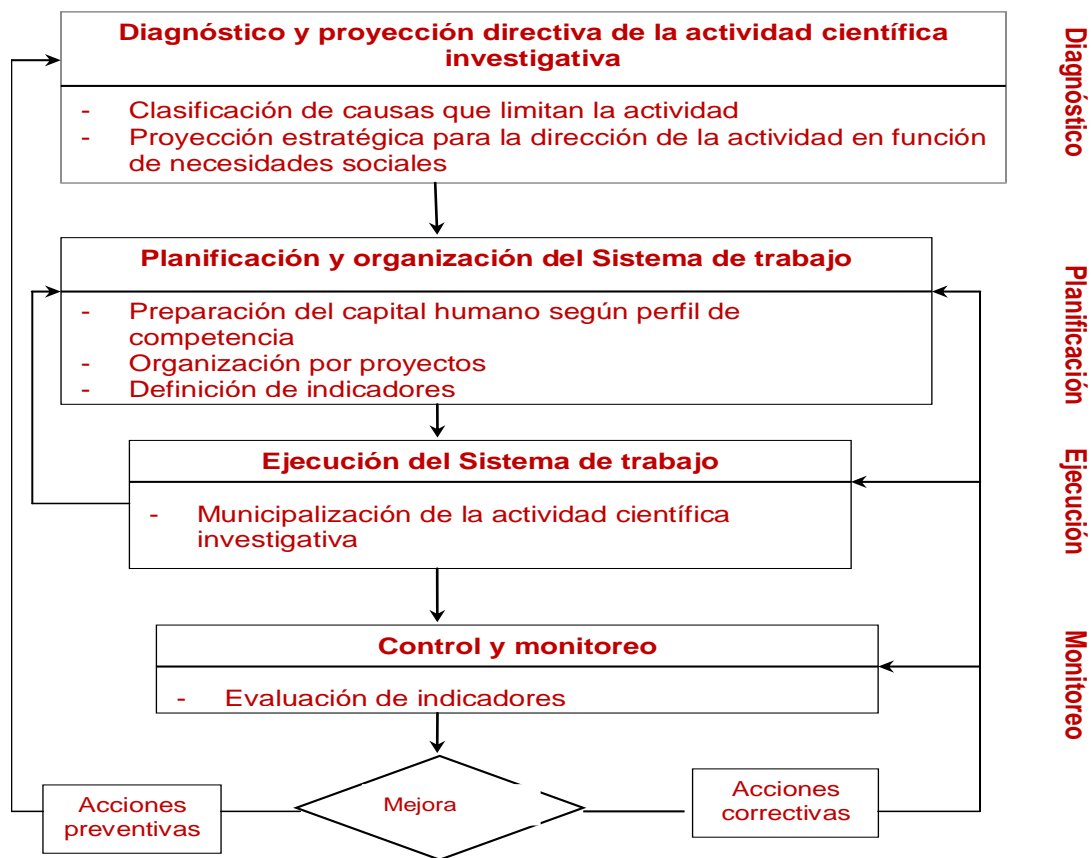 Diagnóstico y proyección directiva de la actividad científica
investigativa
- Clasificación de causas que limitan la actividad
- Proyección estratégica para la dirección de la actividad en función
de necesidades sociales
Diagnóstico
Planificación y organización del Sistema de trabajo
- Preparación del capital humano según perfil de
competencia
- Organización por proyectos
- Definición de indicadores
Planificación
Ejecución del Sistema de trabajo
- Municipalización de la actividad científica
investigativa
Ejecución
Control y monitoreo
- Evaluación de indicadores
Monitoreo
Acciones
preventivas
Mejora
Acciones
correctivas